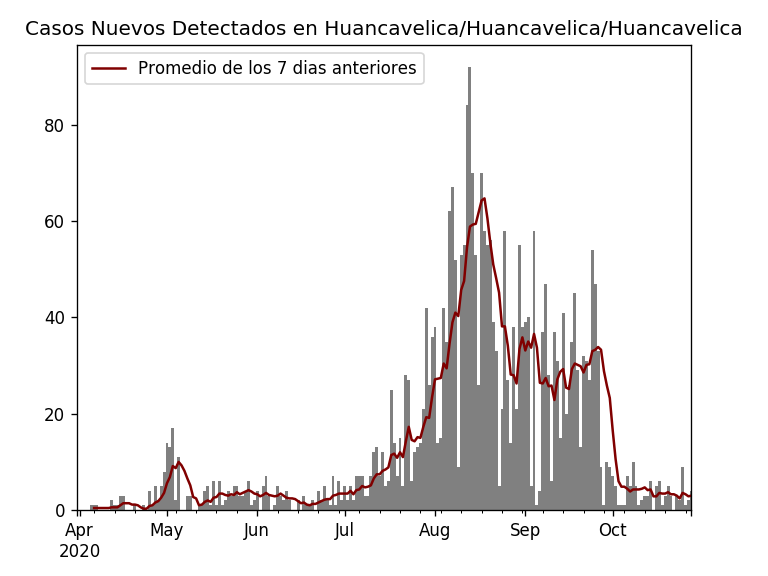 Casos Nuevos Detectados en Huancavelica/Huancavelica/Huancavelica
Promedio de los 7 dias anteriores
80
60
40
20
0
Apr May Jun Jul Aug Sep Oct
2020